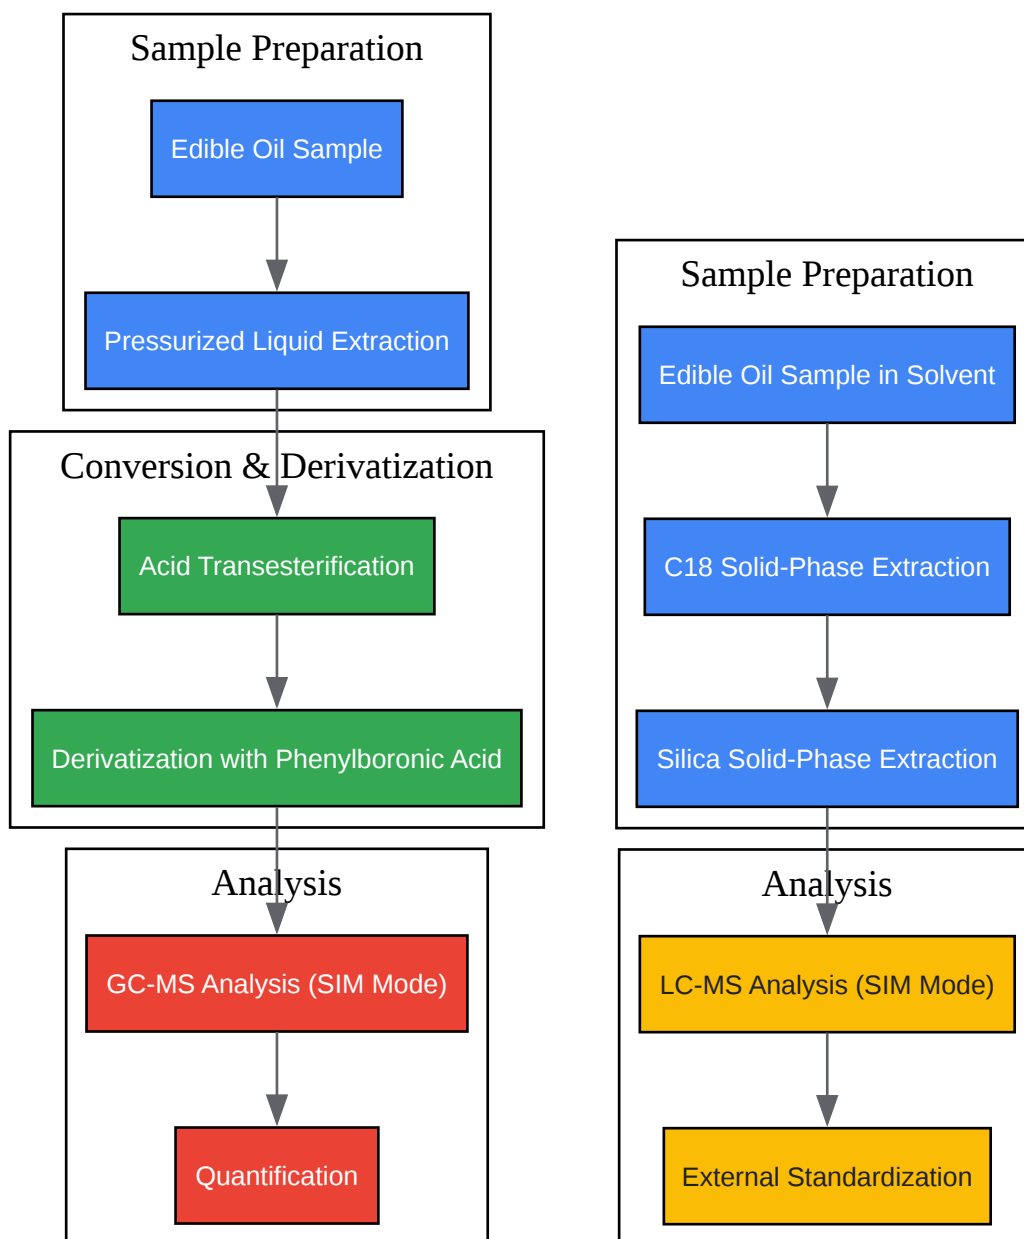 Sample Preparation
Edible Oil Sample
Pressurized Liquid Extraction
Conversion & Derivatization
Acid Transesterification
Derivatization with Phenylboronic Acid
Analysis
GC-MS Analysis (SIM Mode)
Quantification
Sample Preparation
Edible Oil Sample in Solvent
C18 Solid-Phase Extraction
Silica Solid-Phase Extraction
Analysis
LC-MS Analysis (SIM Mode)
External Standardization